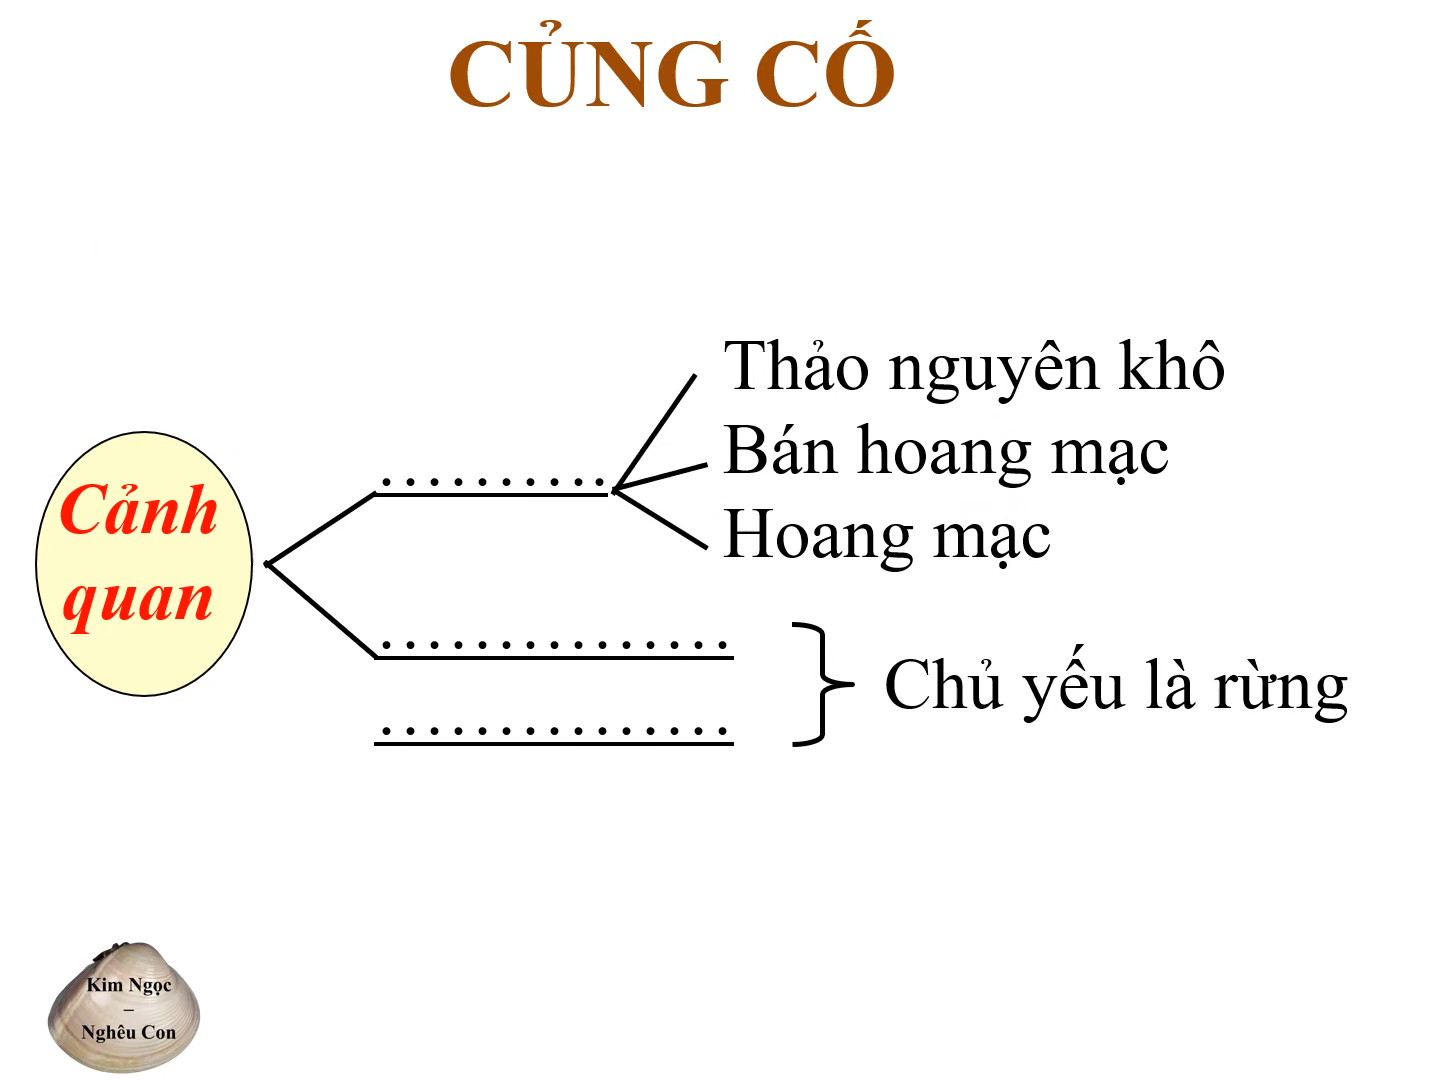 CỦNG CỐ
Thảo nguyên khô
Bán hoang mạc
Hoang mạc
Cảnh
quan
..........
...............
...............
Chủ yếu là rừng
Kim Ngọc
–
Nghêu Con